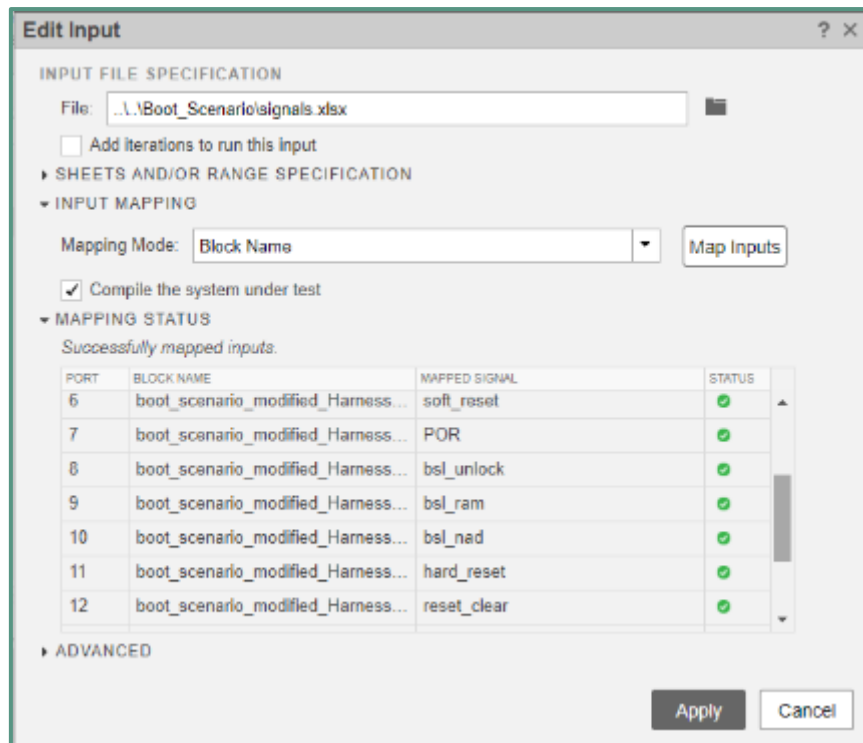 Edit Input ? ×
INPUT FILE SPECIFICATION
File: ..\..\Boot_Scenario\signals.xlsx
Add iterations to run this input
SHEETS AND/OR RANGE SPECIFICATION
INPUT MAPPING
Mapping Mode: Block Name Map Inputs
Compile the system under test
MAPPING STATUS
Successfully mapped inputs.
PORT BLOCK NAME MAPPED SIGNAL STATUS
6 boot_scenario_modified_Harness... soft_reset
7 boot_scenario_modified_Harness... POR
8 boot_scenario_modified_Harness... bsl_unlock
9 boot_scenario_modified_Harness... bsl_ram
10 boot_scenario_modified_Harness... bsl_nad
11 boot_scenario_modified_Harness... hard_reset
12 boot_scenario_modified_Harness... reset_clear
ADVANCED
Apply Cancel